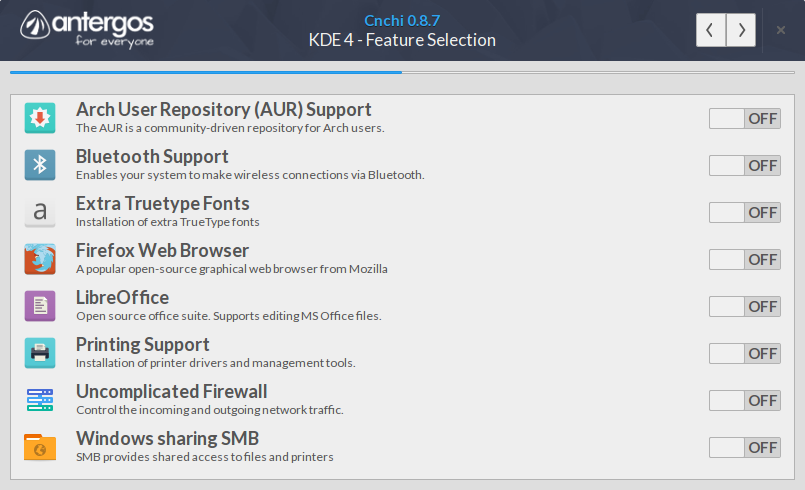 antergos
for everyone
Cnchi 0.8.7
KDE 4 - Feature Selection
Arch User Repository (AUR) Support
OFF
The AUR is a community-driven repository for Arch users.
Bluetooth Support
OFF
Enables your system to make wireless connections via Bluetooth.
a
Extra Truetype Fonts
OFF
Installation of extra TrueType fonts
Firefox Web Browser
OFF
A popular open-source graphical web browser from Mozilla
LibreOffice
OFF
Open source office suite. Supports editing MS Office files.
Printing Support
OFF
Installation of printer drivers and management tools.
Uncomplicated Firewall
OFF
Control the incoming and outgoing network traffic.
Windows sharing SMB
OFF
SMB provides shared access to files and printers